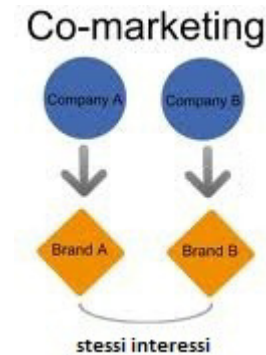 Co-marketing
Company A
Company B
Brand A
Brand B
stessi interessi